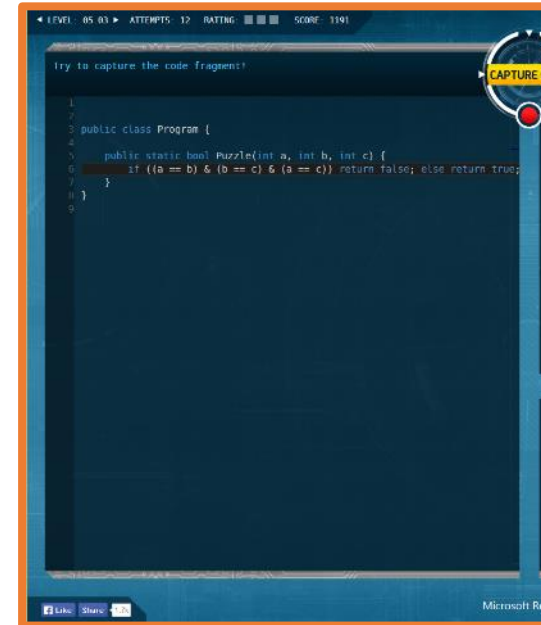 LEVEL: 05.03 ATTEMPTS: 12 RATING: SCORE: 1191
Try to capture the code fragment!
CAPTURE
1
2
3 public class Program {
4
5 public static bool Puzzle(int a, int b, int c) {
6 if ((a == b) & (b == c) & (a == c)) return false; else return true;
7 }
8 }
9
Like Share
Microsoft